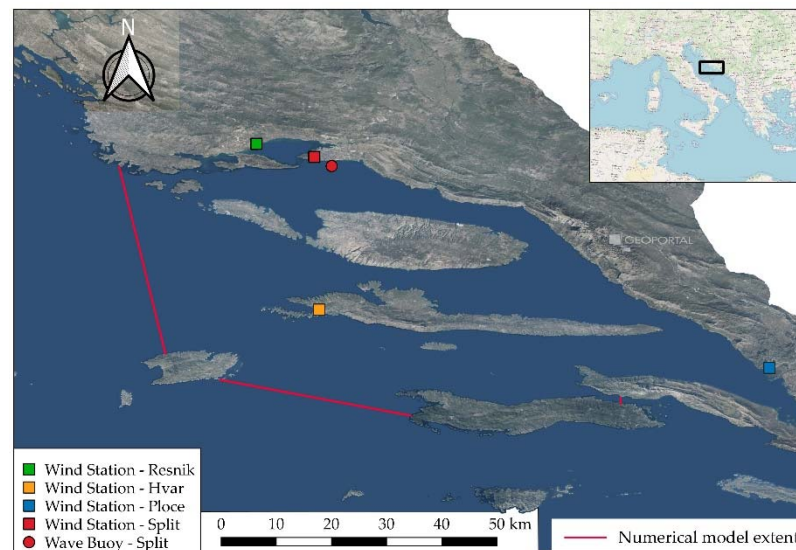 N
GEOPORTAL
Wind Station - Resnik
Wind Station - Hvar
Wind Station - Ploce
Wind Station - Split
Wave Buoy - Split
0 10 20 30 40 50 km
Numerical model extent